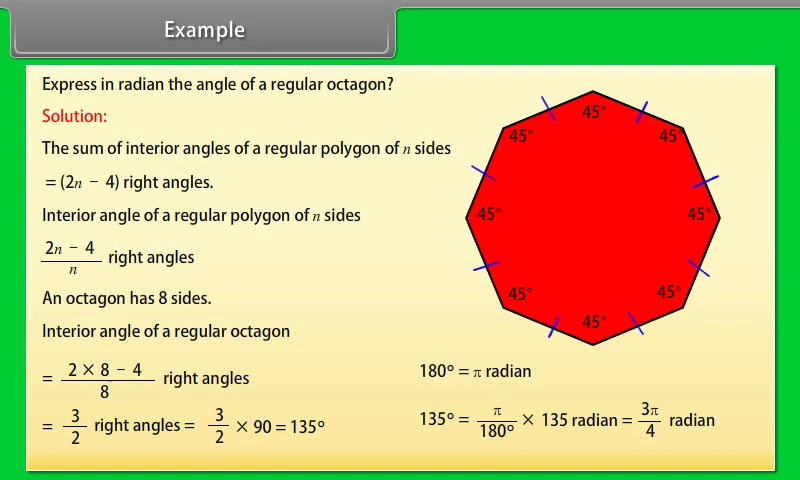 Example
Express in radian the angle of a regular octagon?
Solution:
The sum of interior angles of a regular polygon of n sides
= (2n − 4) right angles.
Interior angle of a regular polygon of n sides
2n − 4 / n right angles
An octagon has 8 sides.
Interior angle of a regular octagon
= 2 × 8 − 4 / 8 right angles
= 3/2 right angles = 3/2 × 90 = 135°
45°
45°
45°
45°
45°
45°
45°
45°
180° = π radian
135° = π/180° × 135 radian = 3π/4 radian